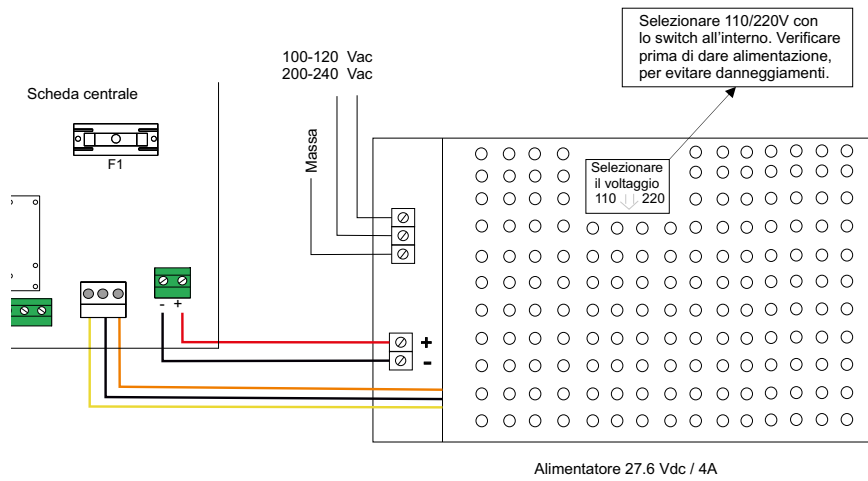 Selezionare 110/220V con
lo switch all'interno. Verificare
prima di dare alimentazione,
per evitare danneggiamenti.
100-120 Vac
200-240 Vac
Scheda centrale
F1
Massa
Selezionare
il voltaggio
110 220
- +
+
-
Alimentatore 27.6 Vdc / 4A